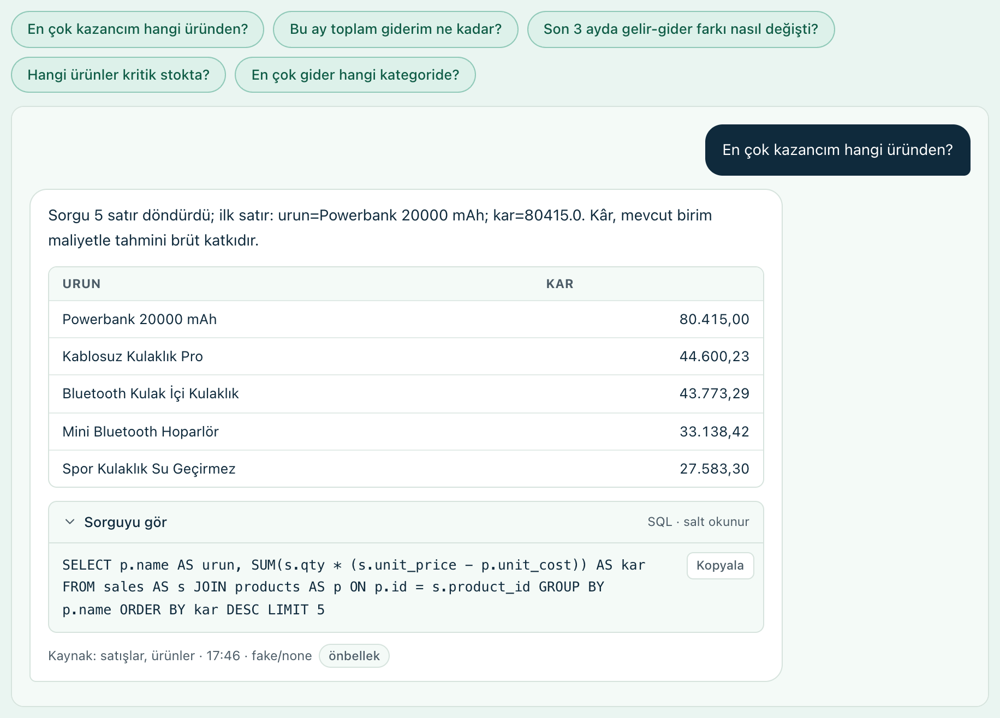 En çok kazancım hangi üründen?
Bu ay toplam giderim ne kadar?
Son 3 ayda gelir-gider farkı nasıl değişti?
Hangi ürünler kritik stokta?
En çok gider hangi kategoride?
En çok kazancım hangi üründen?
Sorgu 5 satır döndürdü; ilk satır: urun=Powerbank 20000 mAh; kar=80415.0. Kâr, mevcut birim
maliyetle tahmini brüt katkıdır.
URUN KAR
Powerbank 20000 mAh 80.415,00
Kablosuz Kulaklık Pro 44.600,23
Bluetooth Kulak İçi Kulaklık 43.773,29
Mini Bluetooth Hoparlör 33.138,42
Spor Kulaklık Su Geçirmez 27.583,30
Sorguyu gör SQL · salt okunur
SELECT p.name AS urun, SUM(s.qty * (s.unit_price - p.unit_cost)) AS kar
Kopyala
FROM sales AS s JOIN products AS p ON p.id = s.product_id GROUP BY
p.name ORDER BY kar DESC LIMIT 5
Kaynak: satışlar, ürünler · 17:46 · fake/none önbellek